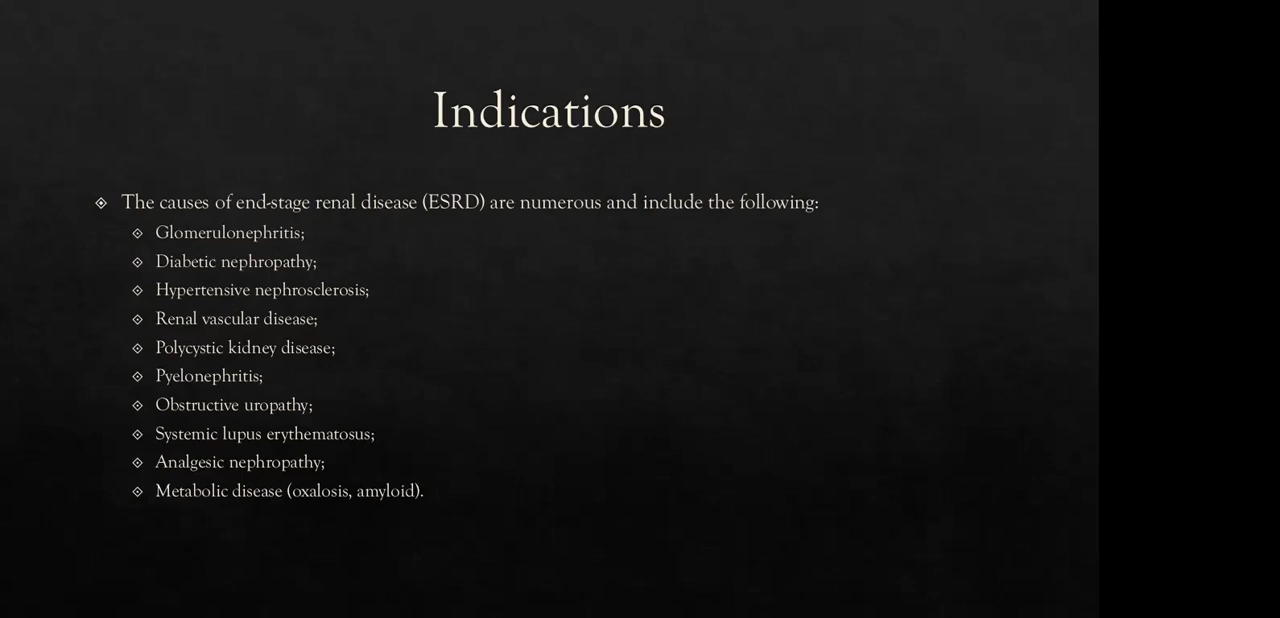 Indications
The causes of end-stage renal disease (ESRD) are numerous and include the following:
Glomerulonephritis;
Diabetic nephropathy;
Hypertensive nephrosclerosis;
Renal vascular disease;
Polycystic kidney disease;
Pyelonephritis;
Obstructive uropathy;
Systemic lupus erythematosus;
Analgesic nephropathy;
Metabolic disease (oxalosis, amyloid).